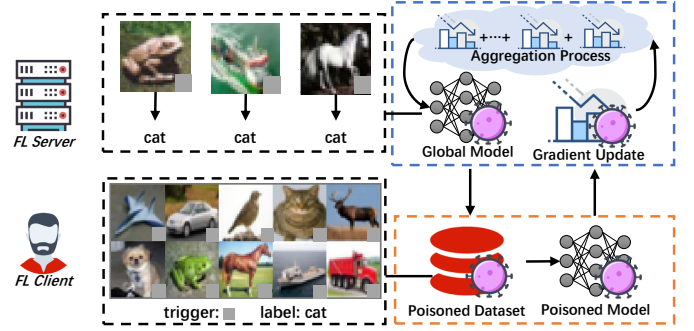 +···+ +
Aggregation Process
cat cat cat
FL Server
Global Model Gradient Update
FL Client
trigger: label: cat
Poisoned Dataset Poisoned Model